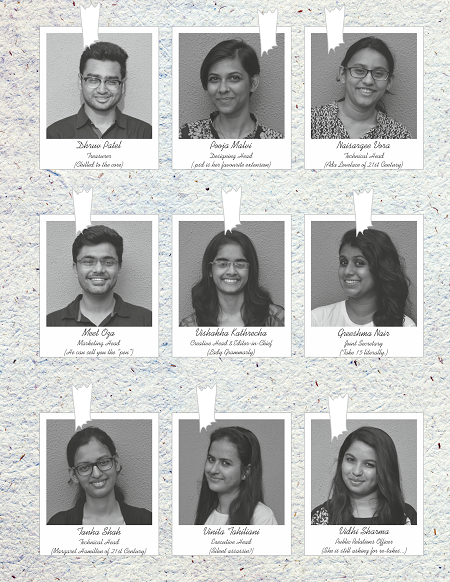 Dhruv Patel
Treasurer
(Chilled to the core)
Pooja Malvi
Designing Head
(.psd is her favourite extension)
Naisargee Vora
Technical Head
(Ada Lovelace of 21st Century)
Meet Oza
Marketing Head
(He can sell you the "pen")
Vishakha Kathrecha
Creative Head & Editor-in-Chief
(Lady Grammarly)
Greeshma Nair
Joint Secretary
("Take 15 literally.)
Shah
Technical Head
(Margaret Hamilton of 21st Century)
Vinita
Executive Head
(Silent assassin!)
Vidhi Sharma
Public Relations Officer
(She is still asking for re-takes...)